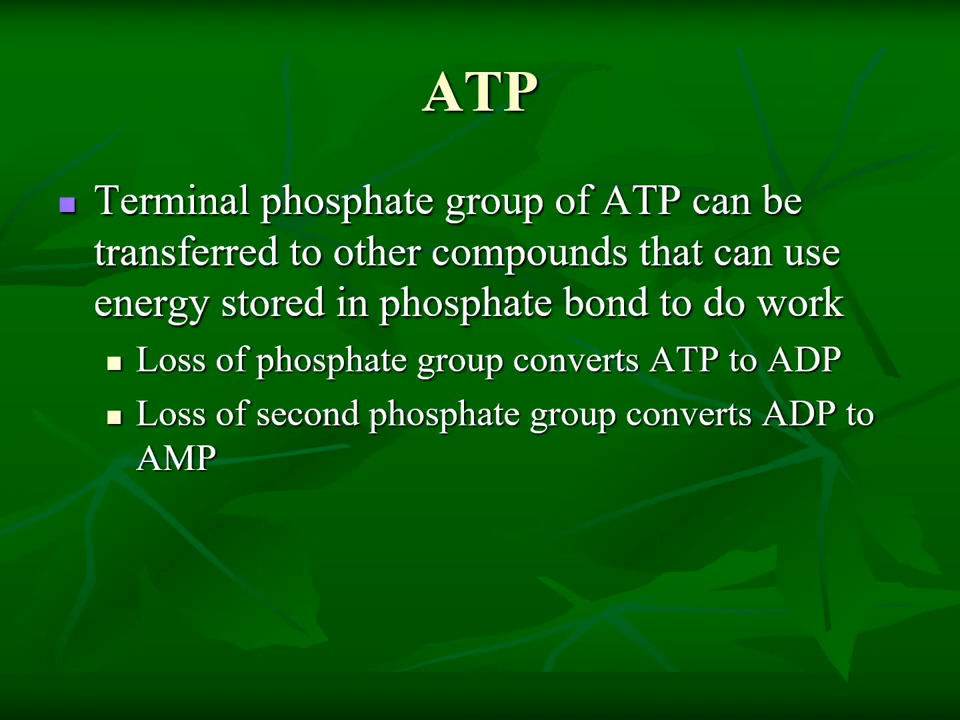 ATP
Terminal phosphate group of ATP can be
transferred to other compounds that can use
energy stored in phosphate bond to do work
Loss of phosphate group converts ATP to ADP
Loss of second phosphate group converts ADP to
AMP